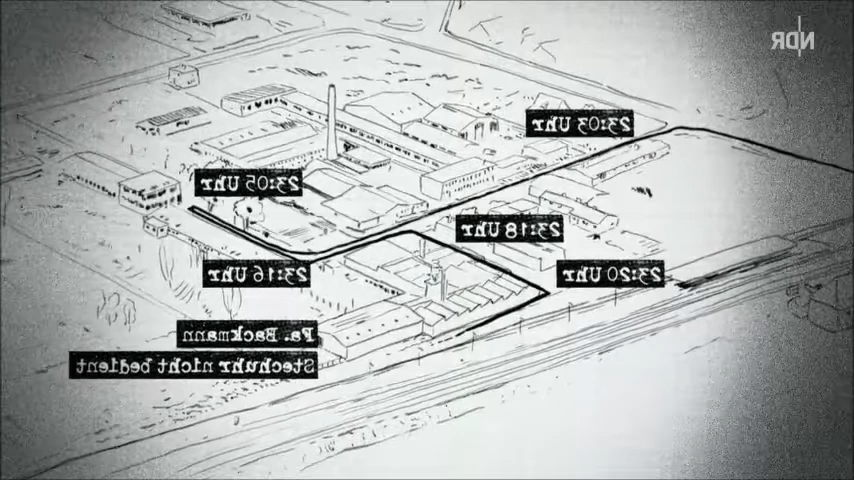 NDR
23:03 Uhr
23:05 Uhr
23:18 Uhr
23:16 Uhr
23:20 Uhr
Fa. Backmann
Stechuhr nicht bedient